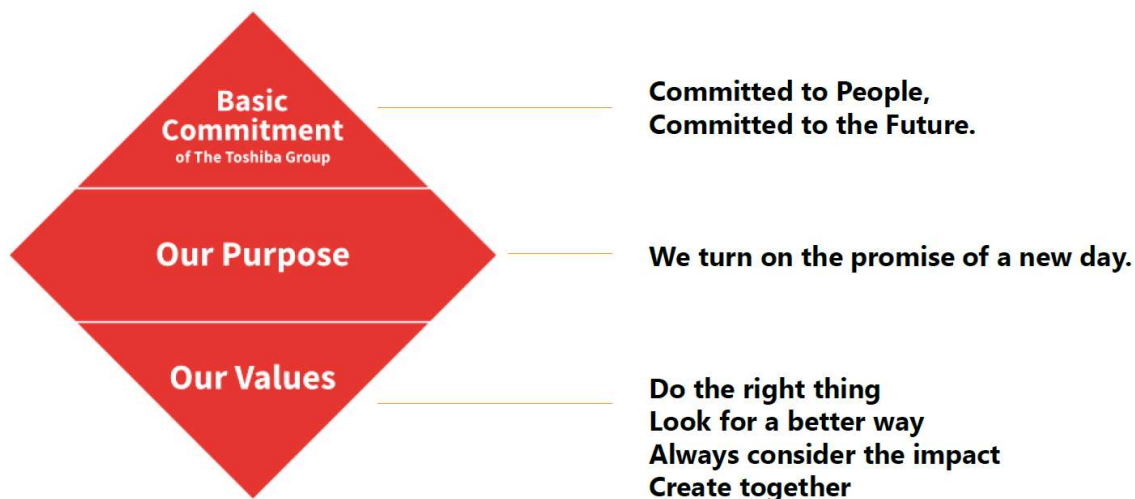 Basic
Commitment
of The Toshiba Group
Committed to People,
Committed to the Future.
Our Purpose
We turn on the promise of a new day.
Our Values
Do the right thing
Look for a better way
Always consider the impact
Create together